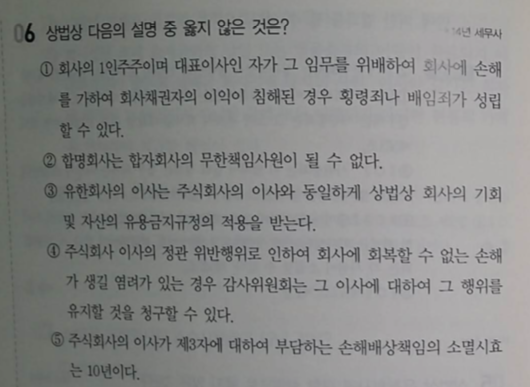 06 상법상 다음의 설명 중 옳지 않은 것은?
14년 세무사
① 회사의 1인주주이며 대표이사인 자가 그 임무를 위배하여 회사에 손해
를 가하여 회사채권자의 이익이 침해된 경우 횡령죄나 배임죄가 성립
할 수 있다.
② 합명회사는 합자회사의 무한책임사원이 될 수 없다.
③ 유한회사의 이사는 주식회사의 이사와 동일하게 상법상 회사의 기회
및 자산의 유용금지규정의 적용을 받는다.
④ 주식회사 이사의 정관 위반행위로 인하여 회사에 회복할 수 없는 손해
가 생길 염려가 있는 경우 감사위원회는 그 이사에 대하여 그 행위를
유지할 것을 청구할 수 있다.
⑤ 주식회사의 이사가 제3자에 대하여 부담하는 손해배상책임의 소멸시효
는 10년이다.